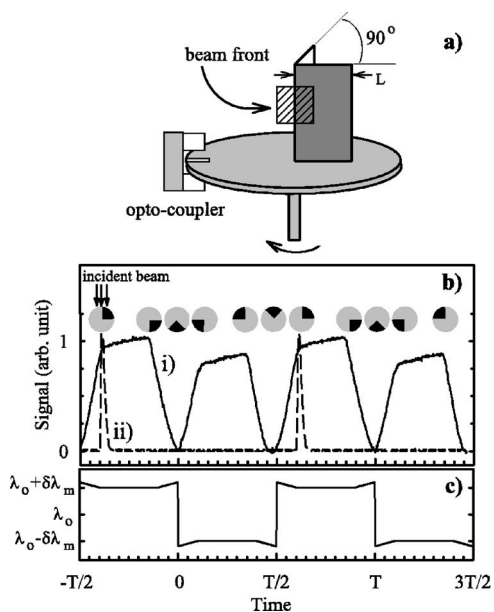 a)
90°
beam front
L
opto-coupler
incident beam
b)
Signal (arb. unit)
1
i)
ii)
0
c)
λo+δλm
λo
λo-δλm
-T/2 0 T/2 T 3T/2
Time